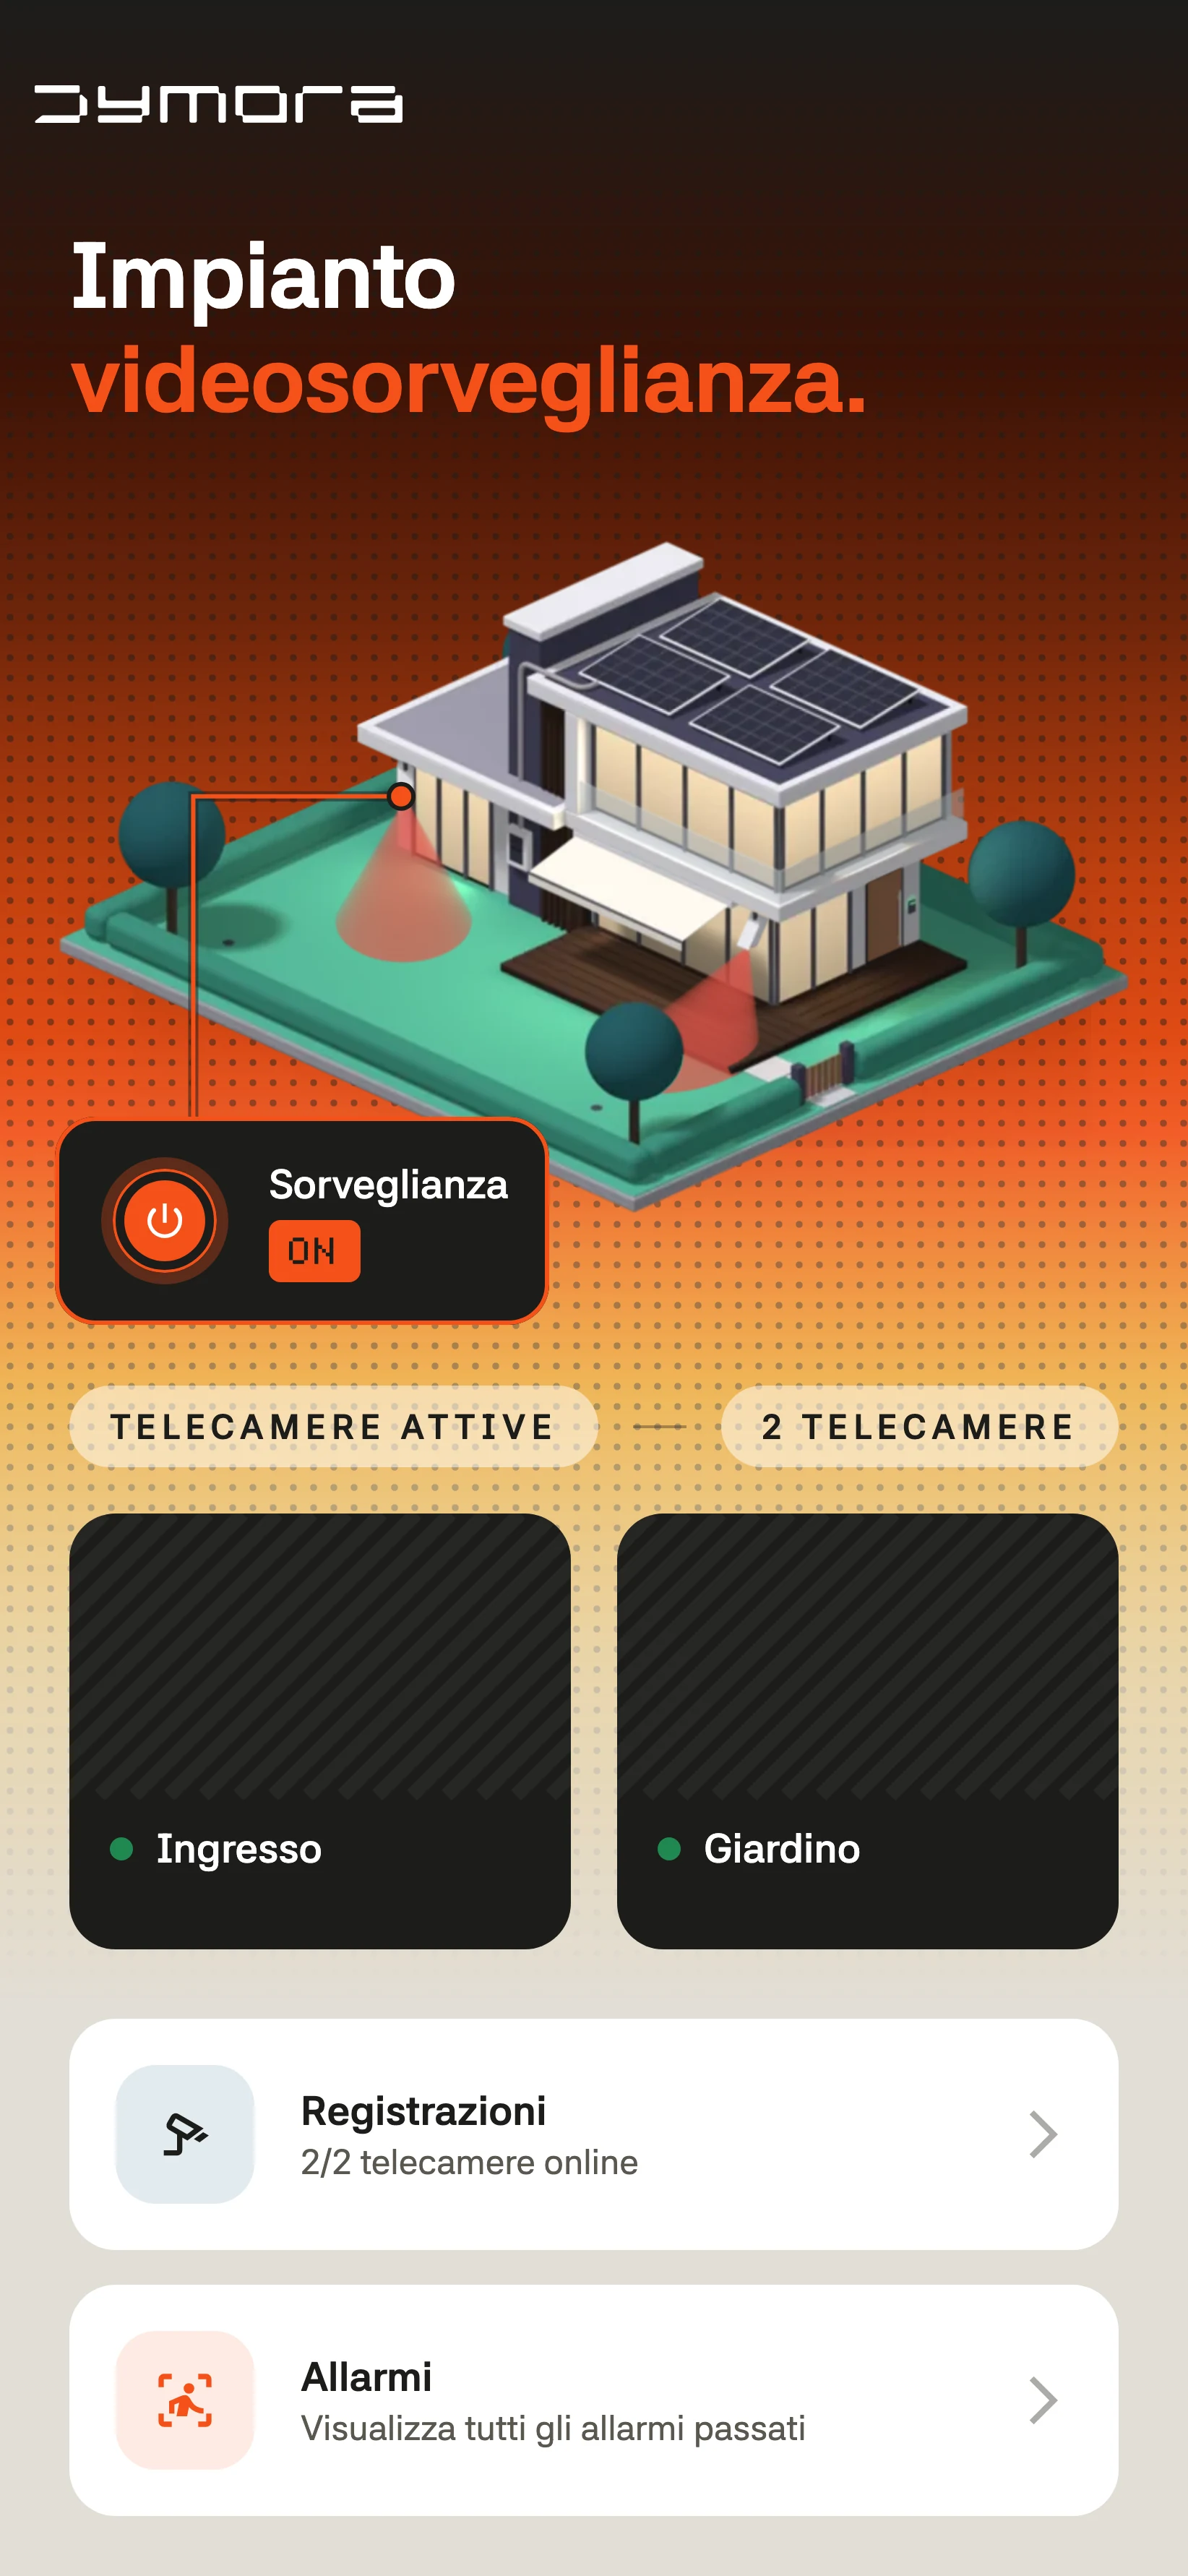 Dymora
Impianto
videosorveglianza.
Sorveglianza
ON
TELECAMERE ATTIVE
2 TELECAMERE
Ingresso
Giardino
Registrazioni
2/2 telecamere online
Allarmi
Visualizza tutti gli allarmi passati